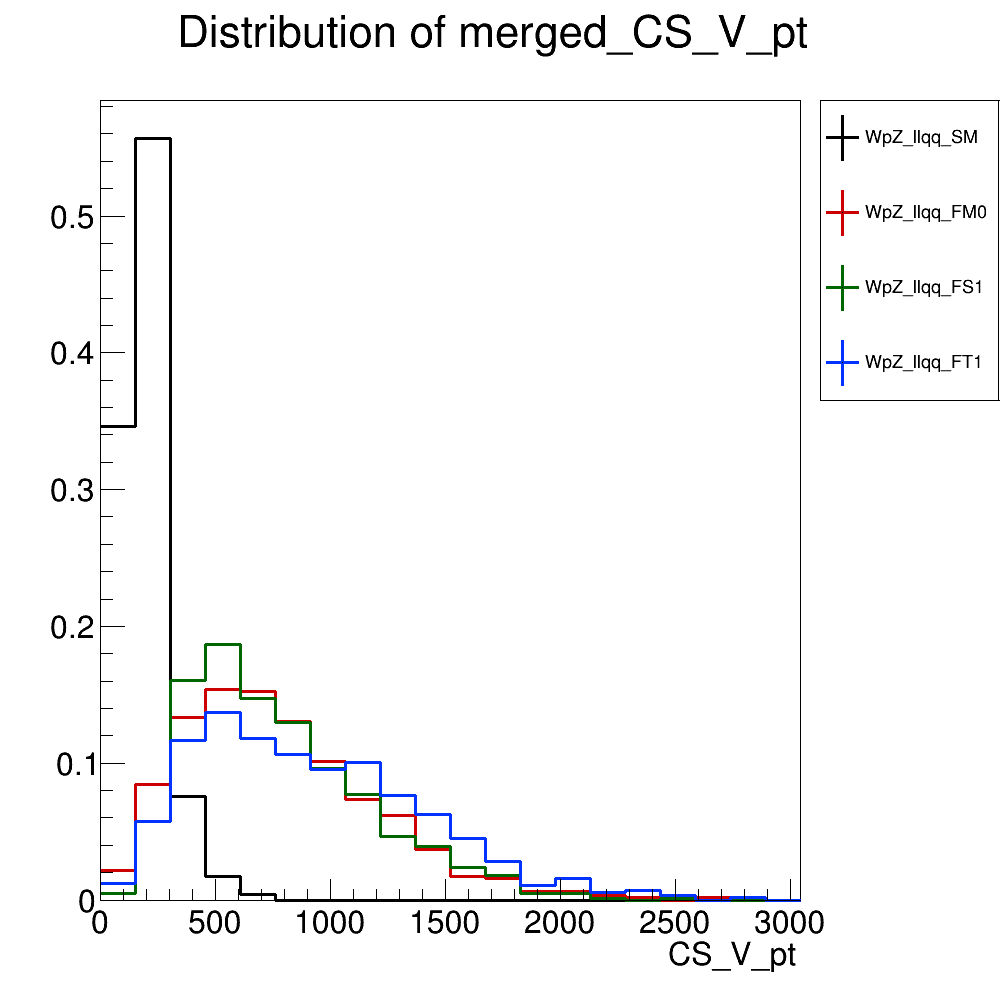 Distribution of merged_CS_V_pt
WpZ_llqq_SM
WpZ_llqq_FM0
WpZ_llqq_FS1
WpZ_llqq_FT1
0.5
0.4
0.3
0.2
0.1
0
0 500 1000 1500 2000 2500 3000
CS_V_pt